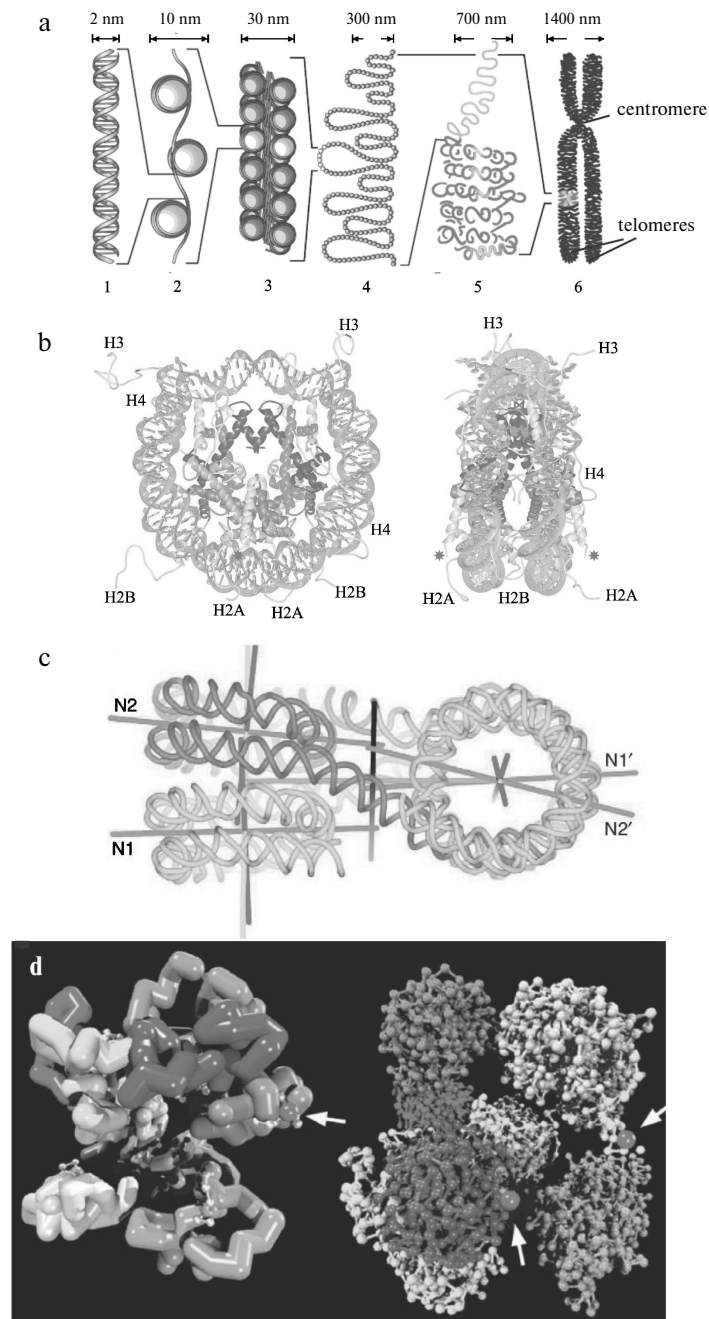 a
2 nm 10 nm 30 nm 300 nm 700 nm 1400 nm
centromere
telomeres
1 2 3 4 5 6
b
H3 H3 H3 H3
H4
H4
H4
H2B H2A H2A H2B
H2A H2B H2A
c
N2
N1′
N2′
N1
d